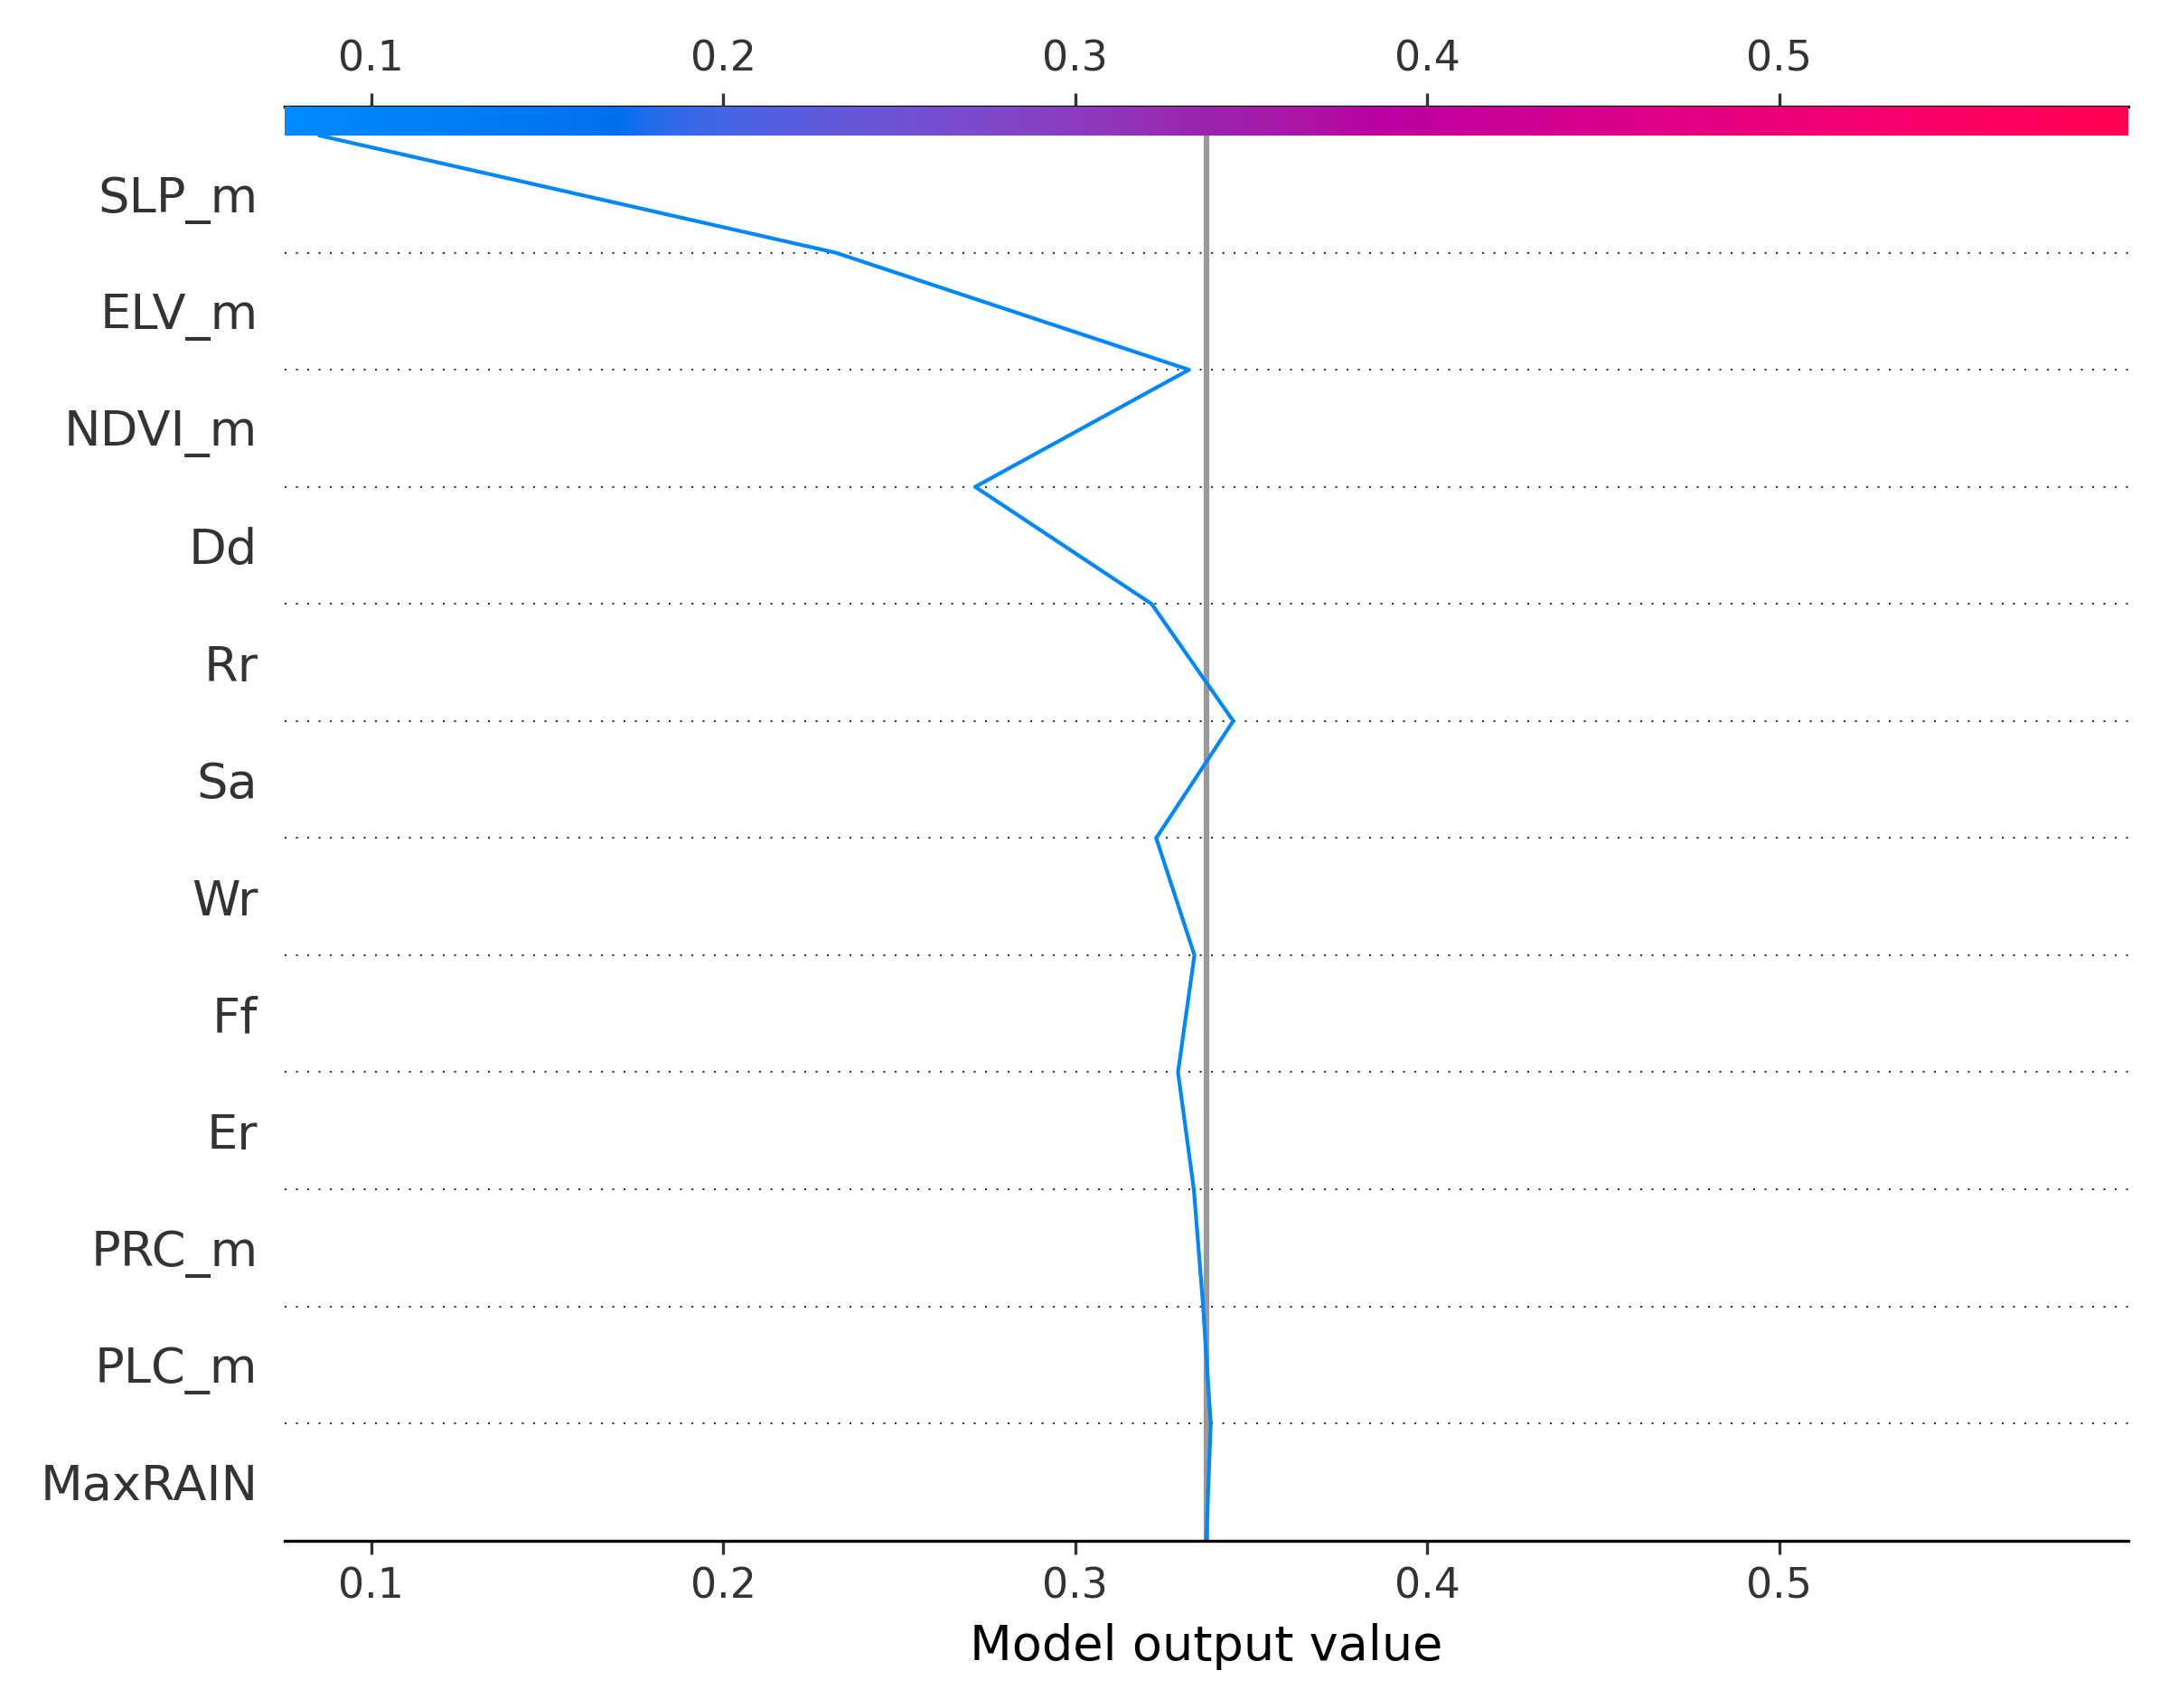 0.1 0.2 0.3 0.4 0.5
SLP_m
ELV_m
NDVI_m
Dd
Rr
Sa
Wr
Ff
Er
PRC_m
PLC_m
MaxRAIN
0.1 0.2 0.3 0.4 0.5
Model output value